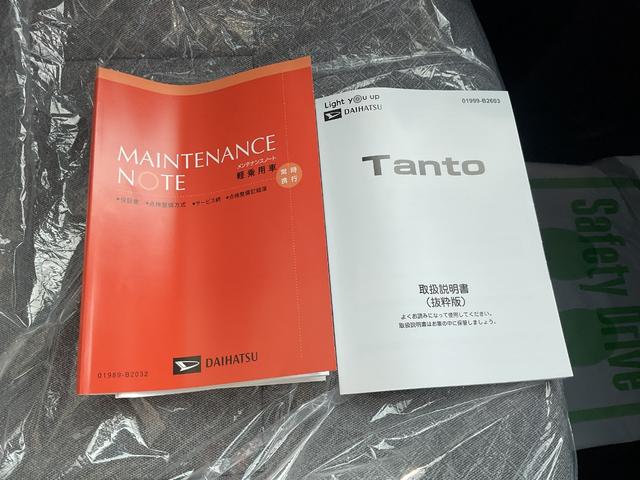 MAINTENANCE
NOTE
メンテナンスノート
軽乗用車
常時
携行
•保証書 •点検整備方式 •サービス網 •点検整備記録簿
01989-B2032
DAIHATSU
Light you up
DAIHATSU
01999-B2603
Tanto
取扱説明書
(抜粋版)
よくお読みになって使用してください。
取扱説明書はお車の中に保管しましょう。
Safety Drive